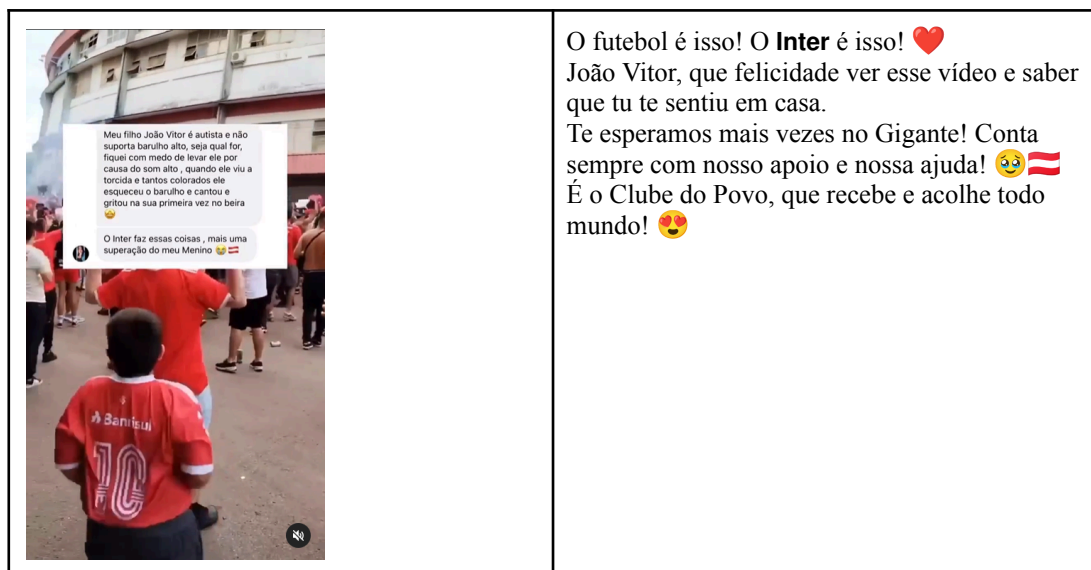 Meu filho João Vitor é autista e não
suporta barulho alto, seja qual for,
fiquei com medo de levar ele por
causa do som alto , quando ele viu a
torcida e tantos colorados ele
esqueceu o barulho e cantou e
gritou na sua primeira vez no beira
🤩
O Inter faz essas coisas , mais uma
superação do meu Menino 😭🇦🇹
Banrisul
10
O futebol é isso! O Inter é isso! ❤️
João Vitor, que felicidade ver esse vídeo e saber
que tu te sentiu em casa.
Te esperamos mais vezes no Gigante! Conta
sempre com nosso apoio e nossa ajuda! 🥹🇦🇹
É o Clube do Povo, que recebe e acolhe todo
mundo! 😍